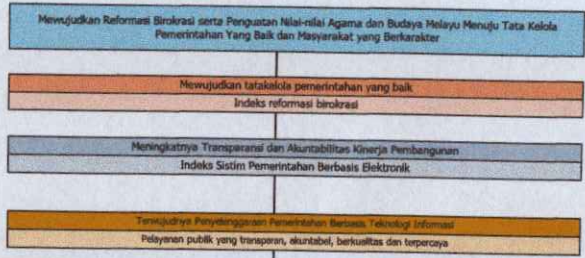 Mewujudkan Reformasi Birokrasi serta Penguatan Nilai-nilai Agama dan Budaya Melayu Menuju Tata Kelola
Pemerintahan Yang Baik dan Masyarakat yang Berkarakter
Mewujudkan tatakelola pemerintahan yang baik
Indeks reformasi birokrasi
Meningkatnya Transparansi dan Akuntabilitas Kinerja Pembangunan
Indeks Sistim Pemerintahan Berbasis Elektronik
Terwujudnya Penyelenggaraan Pemerintahan Berbasis Teknologi Informasi
Pelayanan publik yang transparan, akuntabel, berkualitas dan terpercaya